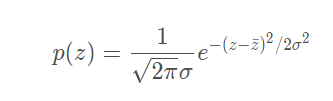 p(z) = \frac{1}{\sqrt{2\pi}\sigma} e^{-(z-\bar{z})^2/2\sigma^2}